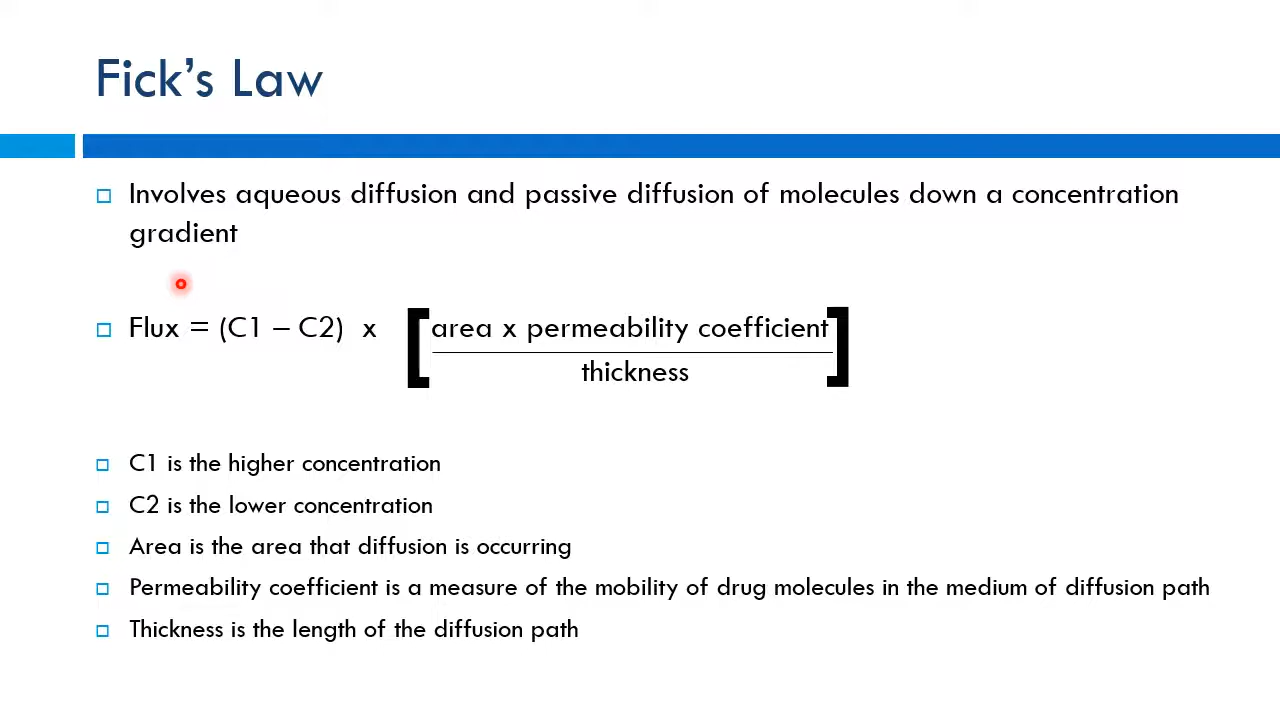 Fick’s Law
Involves aqueous diffusion and passive diffusion of molecules down a concentration
gradient
Flux = (C1 – C2) x [area x permeability coefficient
thickness]
C1 is the higher concentration
C2 is the lower concentration
Area is the area that diffusion is occurring
Permeability coefficient is a measure of the mobility of drug molecules in the medium of diffusion path
Thickness is the length of the diffusion path